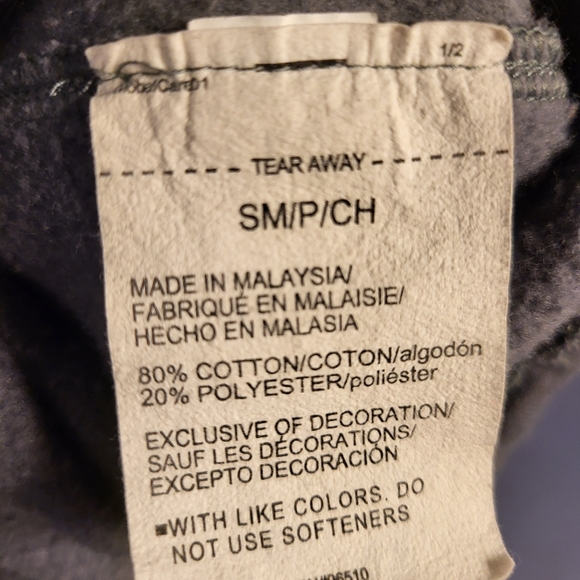 1/2
TEAR AWAY
SM/P/CH
MADE IN MALAYSIA/
FABRIQUÉ EN MALAISIE/
HECHO EN MALASIA
80% COTTON/COTON/algodón
20% POLYESTER/poliéster
EXCLUSIVE OF DECORATION/
SAUF LES DÉCORATIONS/
EXCEPTO DECORACIÓN
WITH LIKE COLORS. DO
NOT USE SOFTENERS